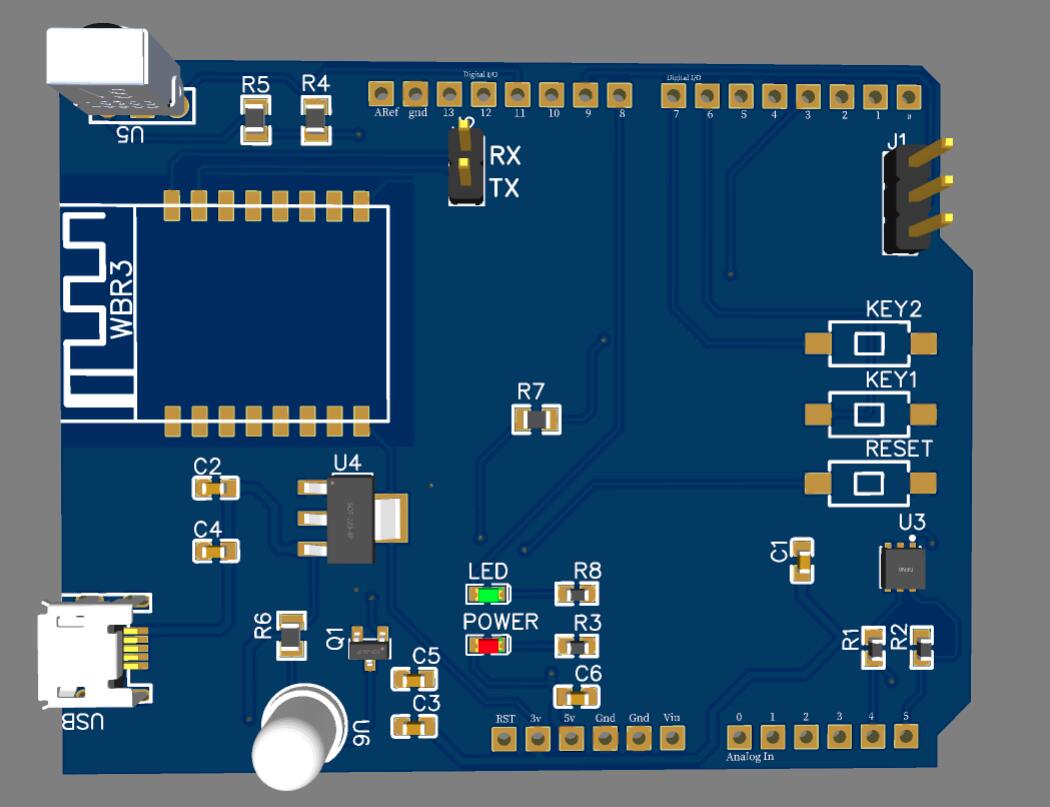 Digital I/O
Digital I/O
R5
R4
ARef gnd 13 12 11 10 9 8
7 6 5 4 3 2 1
U5
RX
TX
J1
WBR3
KEY2
KEY1
R7
RESET
C2
U4
C4
U3
C1
LED
R8
POWER
R3
R6
Q1
C5
R1
R2
C6
C3
USB
U6
RST 3v 5v Gnd Gnd Vin
0 1 2 3 4 5
Analog In